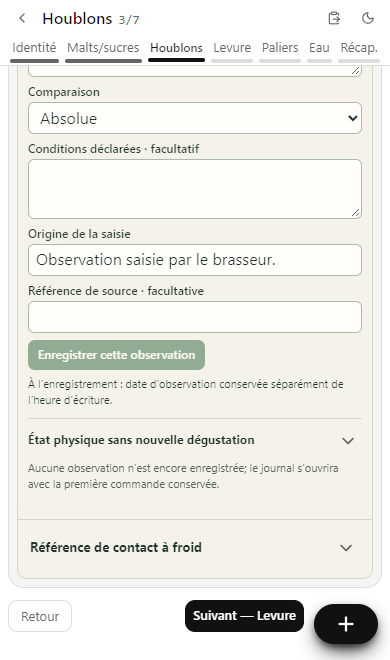 Houblons 3/7
Identité Malts/sucres Houblons Levure Paliers Eau Récap.
Comparaison
Absolue
Conditions déclarées · facultatif
Origine de la saisie
Observation saisie par le brasseur.
Référence de source · facultative
Enregistrer cette observation
À l'enregistrement : date d'observation conservée séparément de
l'heure d'écriture.
État physique sans nouvelle dégustation
Aucune observation n'est encore enregistrée; le journal s'ouvrira
avec la première commande conservée.
Référence de contact à froid
Retour Suivant — Levure